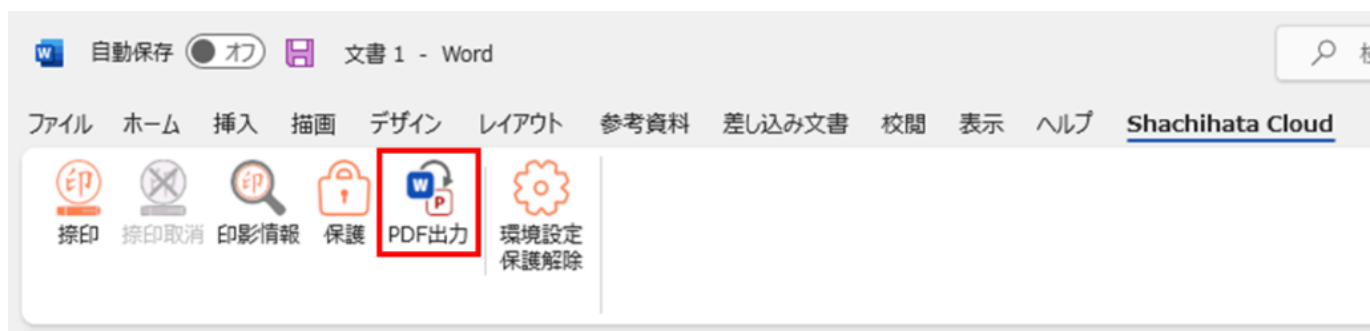 自動保存 オフ 文書 1 - Word
ファイル ホーム 挿入 描画 デザイン レイアウト 参考資料 差し込み文書 校閲 表示 ヘルプ Shachihata Cloud
捺印 捺印取消 印影情報 保護 PDF出力 環境設定
保護解除